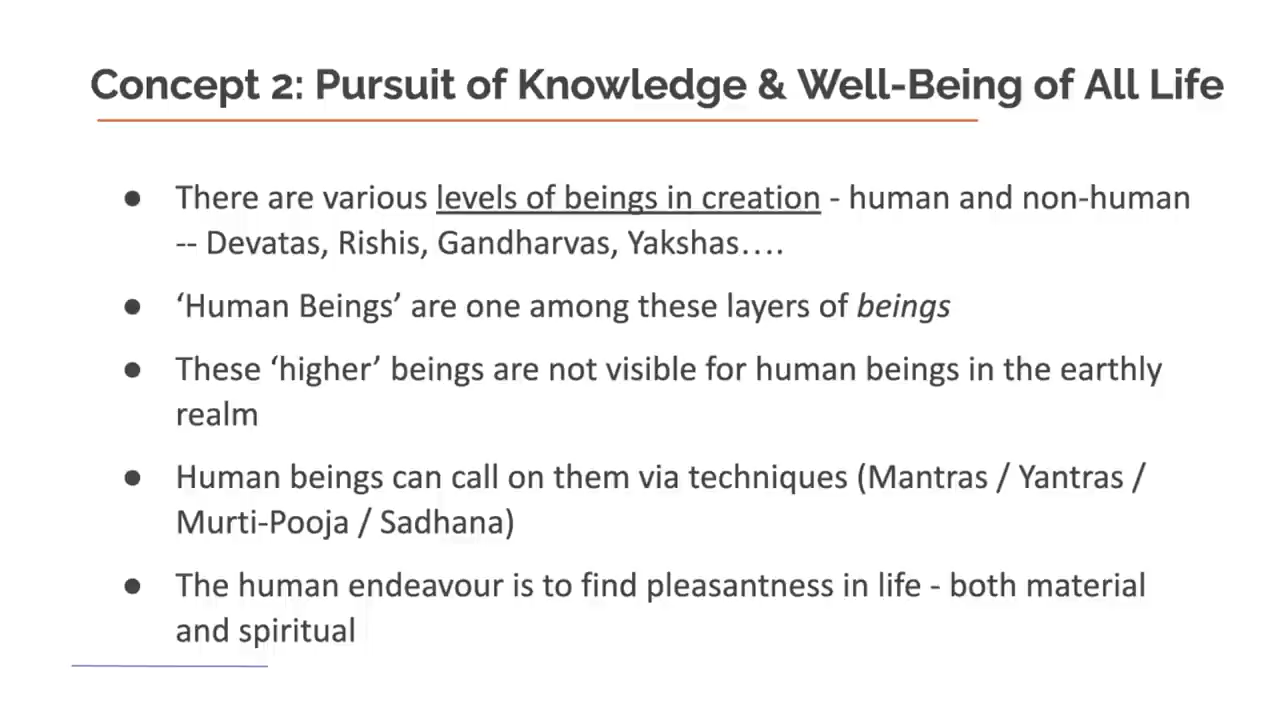 Concept 2: Pursuit of Knowledge & Well-Being of All Life
● There are various levels of beings in creation - human and non-human
-- Devatas, Rishis, Gandharvas, Yakshas....
● ‘Human Beings’ are one among these layers of beings
● These ‘higher’ beings are not visible for human beings in the earthly
realm
● Human beings can call on them via techniques (Mantras / Yantras /
Murti-Pooja / Sadhana)
● The human endeavour is to find pleasantness in life - both material
and spiritual